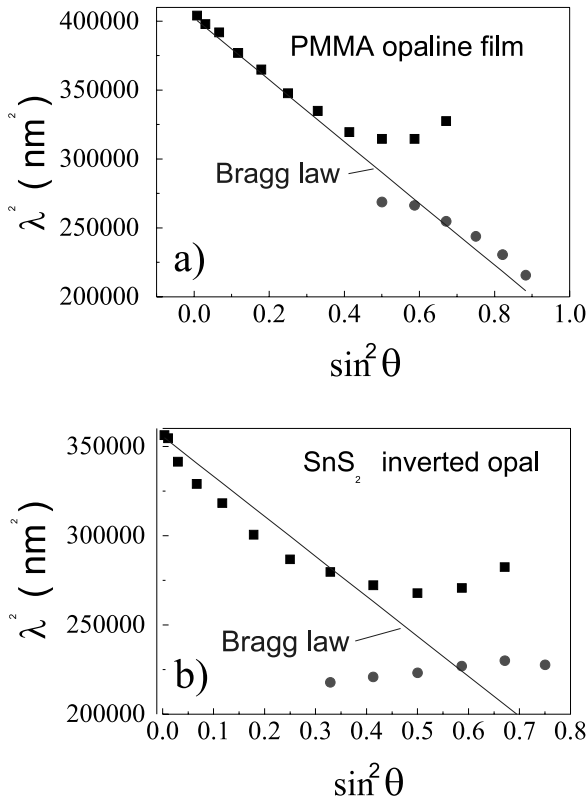 400000
350000
300000
250000
200000
λ² ( nm² )
PMMA opaline film
Bragg law
a)
0.0 0.2 0.4 0.6 0.8 1.0
sin²θ
350000
300000
250000
200000
λ² ( nm² )
SnS₂ inverted opal
Bragg law
b)
0.0 0.1 0.2 0.3 0.4 0.5 0.6 0.7 0.8
sin²θ